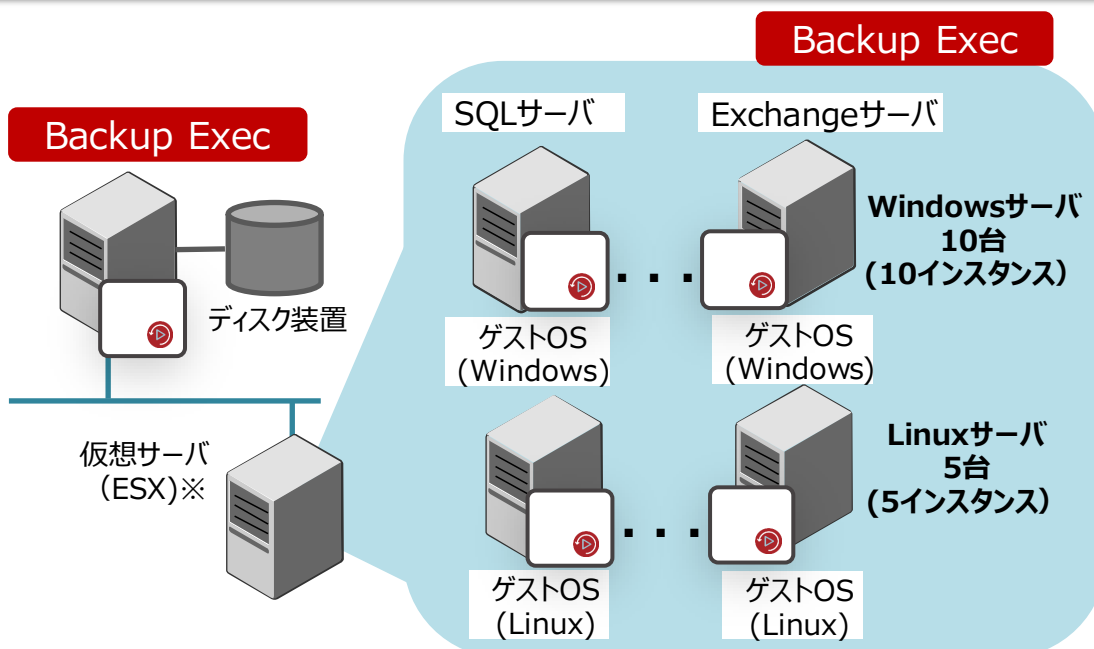 Backup Exec
Backup Exec
SQLサーバ
Exchangeサーバ
Windowsサーバ
10台
(10インスタンス)
ディスク装置
・・・
ゲストOS
(Windows)
ゲストOS
(Windows)
仮想サーバ
(ESX)※
Linuxサーバ
5台
(5インスタンス)
・・・
ゲストOS
(Linux)
ゲストOS
(Linux)